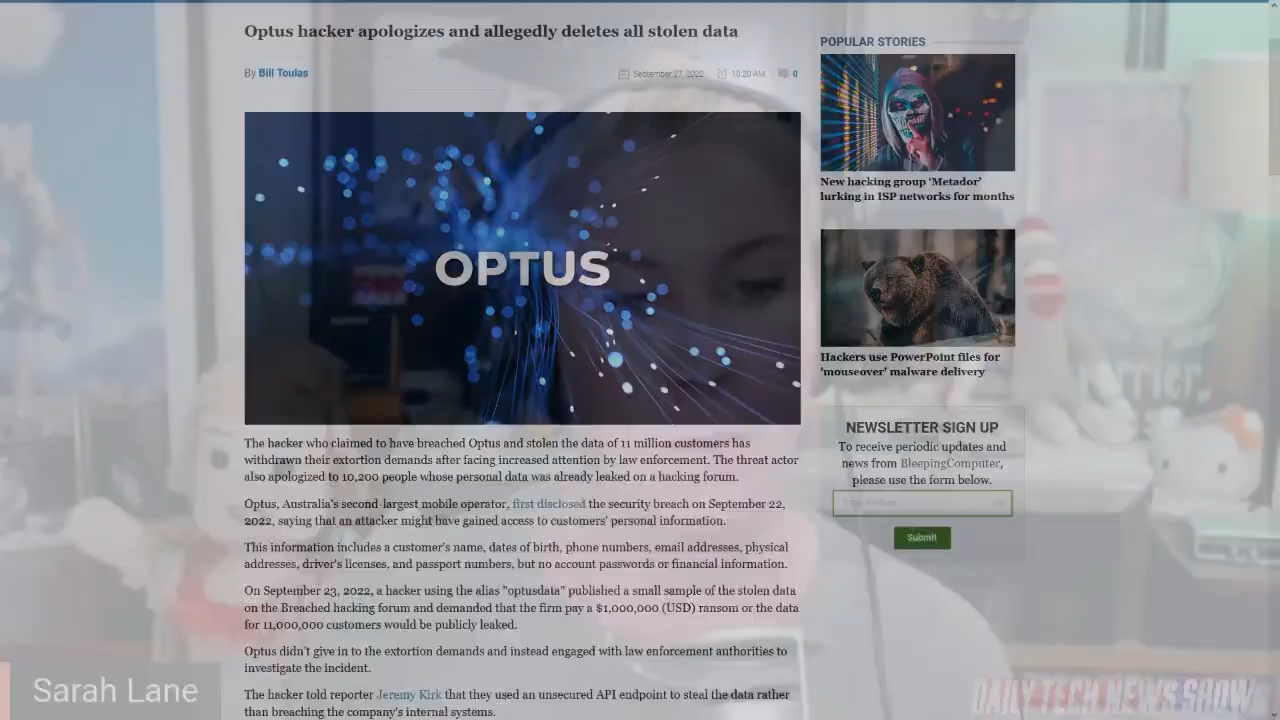 Optus hacker apologizes and allegedly deletes all stolen data
By Bill Toulas
September 27, 2022
10:20 AM
0
OPTUS
The hacker who claimed to have breached Optus and stolen the data of 11 million customers has
withdrawn their extortion demands after facing increased attention by law enforcement. The threat actor
also apologized to 10,200 people whose personal data was already leaked on a hacking forum.
Optus, Australia's second-largest mobile operator, first disclosed the security breach on September 22,
2022, saying that an attacker might have gained access to customers' personal information.
This information includes a customer's name, dates of birth, phone numbers, email addresses, physical
addresses, driver's licenses, and passport numbers, but no account passwords or financial information.
On September 23, 2022, a hacker using the alias "optusdata" published a small sample of the stolen data
on the Breached hacking forum and demanded that the firm pay a $1,000,000 (USD) ransom or the data
for 11,000,000 customers would be publicly leaked.
Optus didn't give in to the extortion demands and instead engaged with law enforcement authorities to
investigate the incident.
The hacker told reporter Jeremy Kirk that they used an unsecured API endpoint to steal the data rather
than breaching the company's internal systems.
POPULAR STORIES
New hacking group 'Metador'
lurking in ISP networks for months
Hackers use PowerPoint files for
'mouseover' malware delivery
NEWSLETTER SIGN UP
To receive periodic updates and
news from BleepingComputer,
please use the form below.
Submit
Sarah Lane
DAILY TECH NEWS SHOW